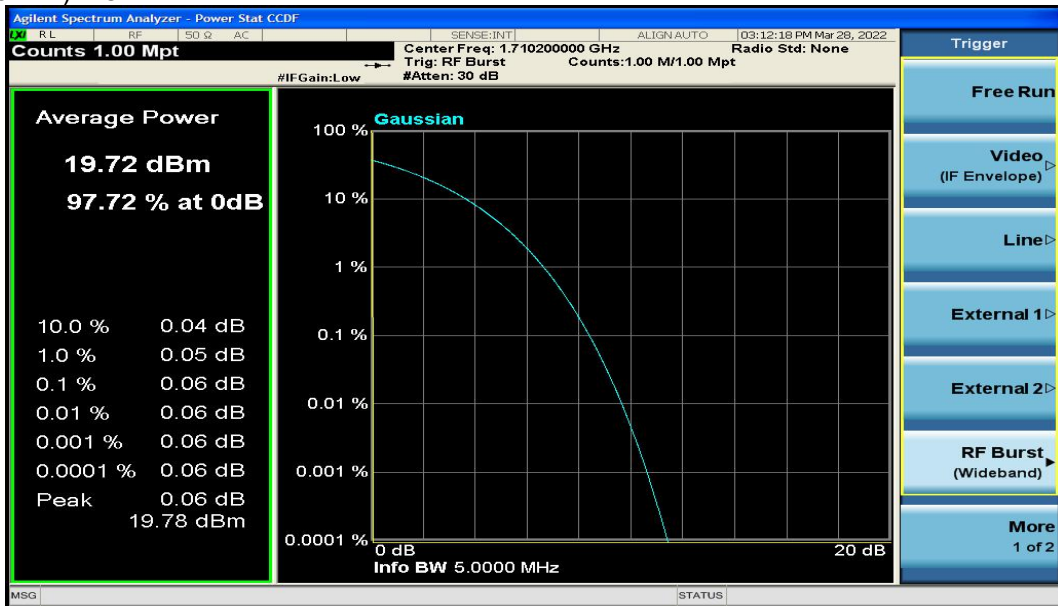 Agilent Spectrum Analyzer - Power Stat CCDF
LXI RL RF 50 Ω AC SENSE:INT ALIGN AUTO 03:12:18 PM Mar 28, 2022
Counts 1.00 Mpt
Center Freq: 1.710200000 GHz Radio Std: None
Trig: RF Burst Counts:1.00 M/1.00 Mpt
#IFGain:Low #Atten: 30 dB
Average Power
19.72 dBm
97.72 % at 0dB
10.0 % 0.04 dB
1.0 % 0.05 dB
0.1 % 0.06 dB
0.01 % 0.06 dB
0.001 % 0.06 dB
0.0001 % 0.06 dB
Peak 0.06 dB
19.78 dBm
Gaussian
100 %
10 %
1 %
0.1 %
0.01 %
0.001 %
0.0001 %
0 dB 20 dB
Info BW 5.0000 MHz
Trigger
Free Run
Video
(IF Envelope)
Line
External 1
External 2
RF Burst
(Wideband)
More
1 of 2
MSG STATUS